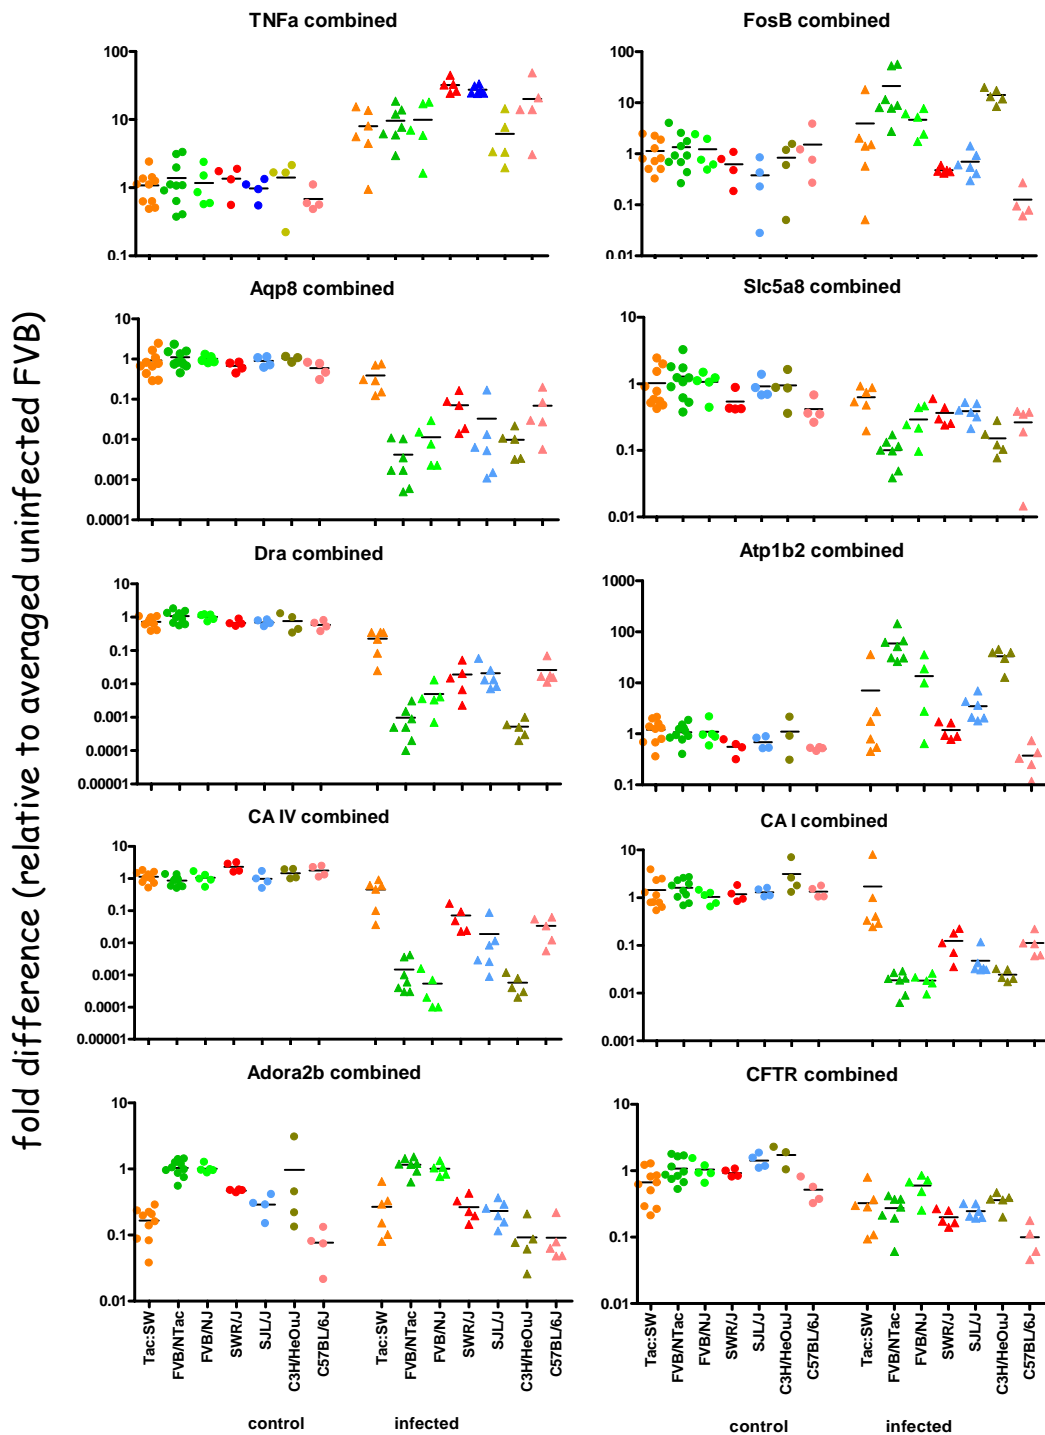 fold difference (relative to averaged uninfected FVB)
TNFa combined
100
10
1
0.1
FosB combined
100
10
1
0.1
0.01
Aqp8 combined
10
1
0.1
0.01
0.001
0.0001
Slc5a8 combined
10
1
0.1
0.01
Dra combined
10
1
0.1
0.01
0.001
0.0001
0.00001
Atp1b2 combined
1000
100
10
1
0.1
CA IV combined
10
1
0.1
0.01
0.001
0.0001
0.00001
CA I combined
10
1
0.1
0.01
0.001
Adora2b combined
10
1
0.1
0.01
Tac:SW
FVB/NTac
FVB/NJ
SWR/J
SJL/J
C3H/HeOuJ
C57BL/6J
Tac:SW
FVB/NTac
FVB/NJ
SWR/J
SJL/J
C3H/HeOuJ
C57BL/6J
control
infected
CFTR combined
10
1
0.1
0.01
Tac:SW
FVB/NTac
FVB/NJ
SWR/J
SJL/J
C3H/HeOuJ
C57BL/6J
Tac:SW
FVB/NTac
FVB/NJ
SWR/J
SJL/J
C3H/HeOuJ
C57BL/6J
control
infected